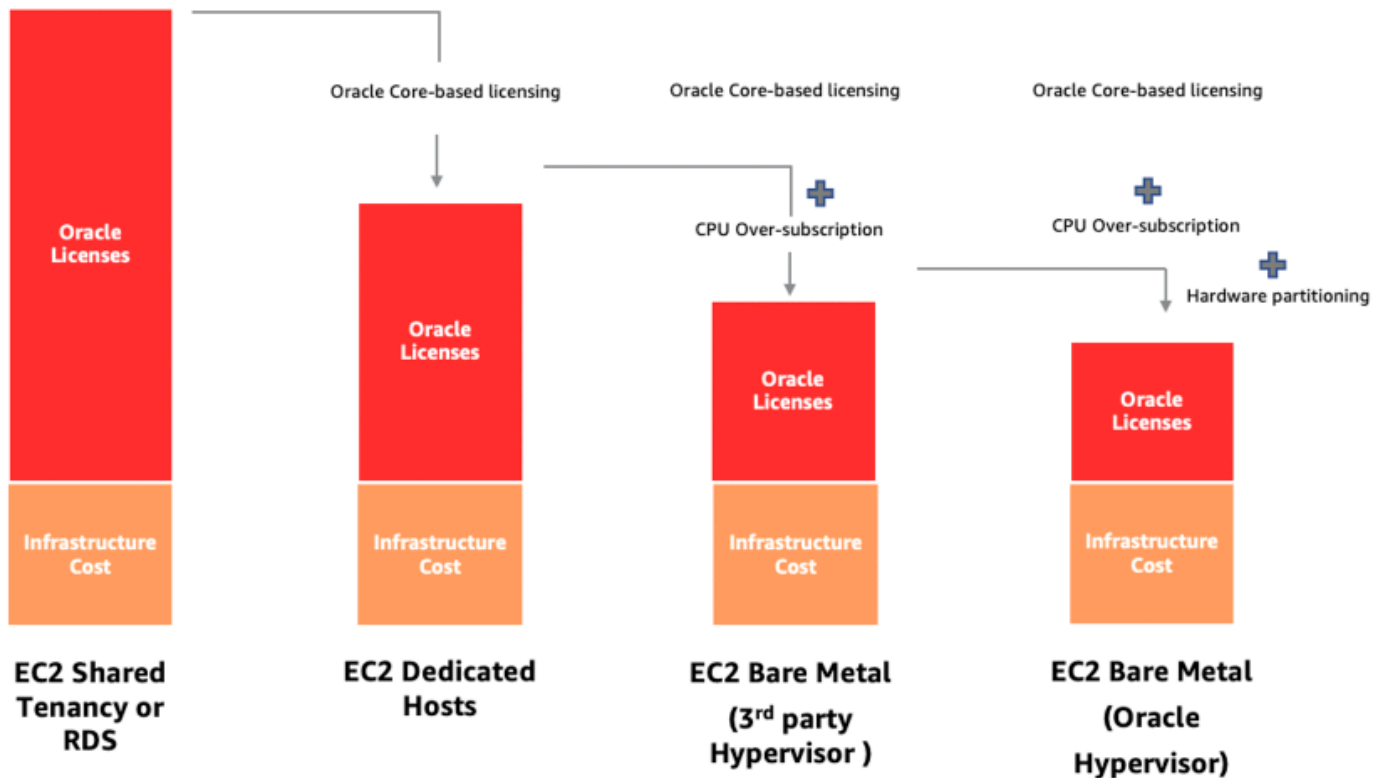 Oracle Core-based licensing
Oracle Core-based licensing
Oracle Core-based licensing
CPU Over-subscription
CPU Over-subscription
Hardware partitioning
Oracle
Licenses
Oracle
Licenses
Oracle
Licenses
Oracle
Licenses
Infrastructure
Cost
Infrastructure
Cost
Infrastructure
Cost
Infrastructure
Cost
EC2 Shared
Tenancy or
RDS
EC2 Dedicated
Hosts
EC2 Bare Metal
(3rd party
Hypervisor )
EC2 Bare Metal
(Oracle
Hypervisor)